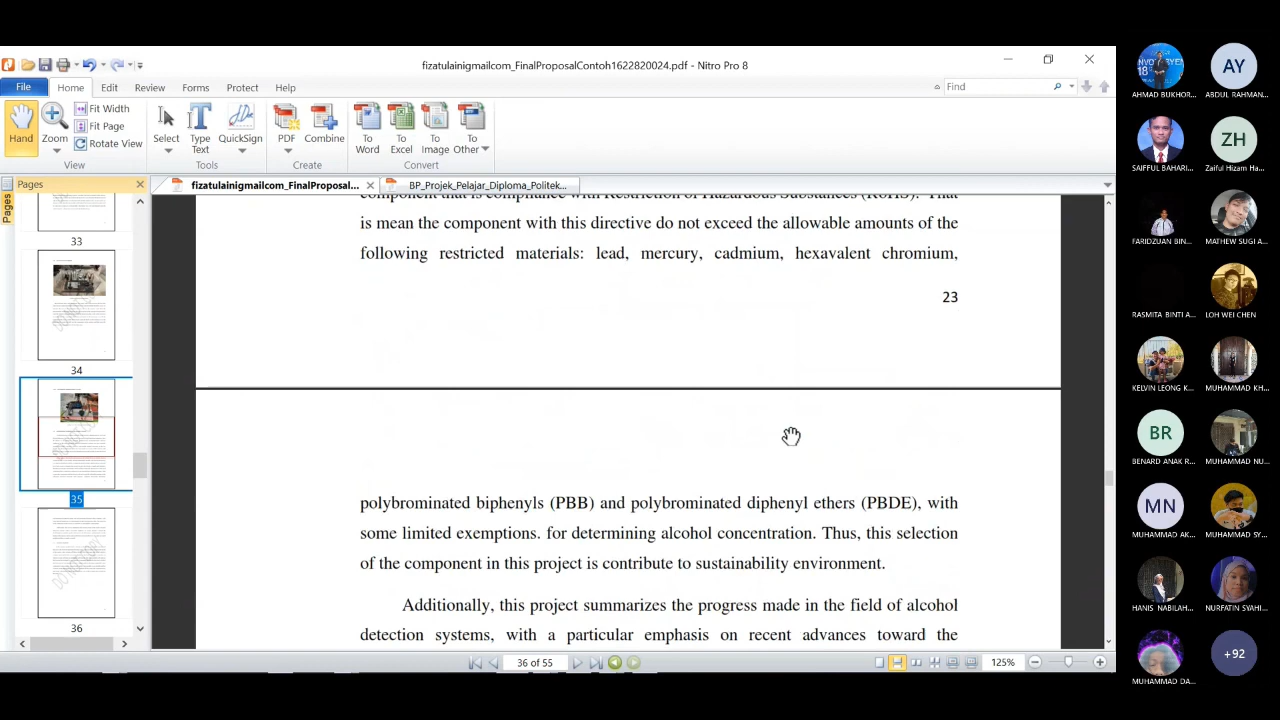 fizatulainigmailcom_FinalProposalContoh1622820024.pdf - Nitro Pro 8
File Home Edit Review Forms Protect Help
Find
Hand
Zoom
Fit Width
Fit Page
Rotate View
View
Select
Type Text
QuickSign
Tools
PDF
Combine
Create
To Word
To Excel
To Image
To Other
Convert
Pages
Pages
fizatulainigmailcom_FinalProposal...
BP_Projek_Pelajar_Diploma_Politek...
33
34
35
36
is mean the component with this directive do not exceed the allowable amounts of the
following restricted materials: lead, mercury, cadmium, hexavalent chromium,
23
polybrominated biphenyls (PBB) and polybrominated diphenyl ethers (PBDE), with
some limited exemptions. for determining alcohol concentration. Thus, this selection
of the component in this project is contribute to sustainability environment.
Additionally, this project summarizes the progress made in the field of alcohol
detection systems, with a particular emphasis on recent advances toward the
36 of 55
125%
AHMAD BUKHOR...
AY
ABDUL RAHMAN...
SAIFFUL BAHARI...
ZH
Zaiful Hizam Ha...
FARIDZUAN BIN...
MATHEW SUGI A...
RASMITA BINTI A...
LOH WEI CHEN
KELVIN LEONG K...
MUHAMMAD KH...
BR
BENARD ANAK R...
MUHAMMAD NU...
MN
MUHAMMAD AK...
MUHAMMAD SY...
HANIS NABILAH...
NURFATIN SYAHI...
MUHAMMAD DA...
+92